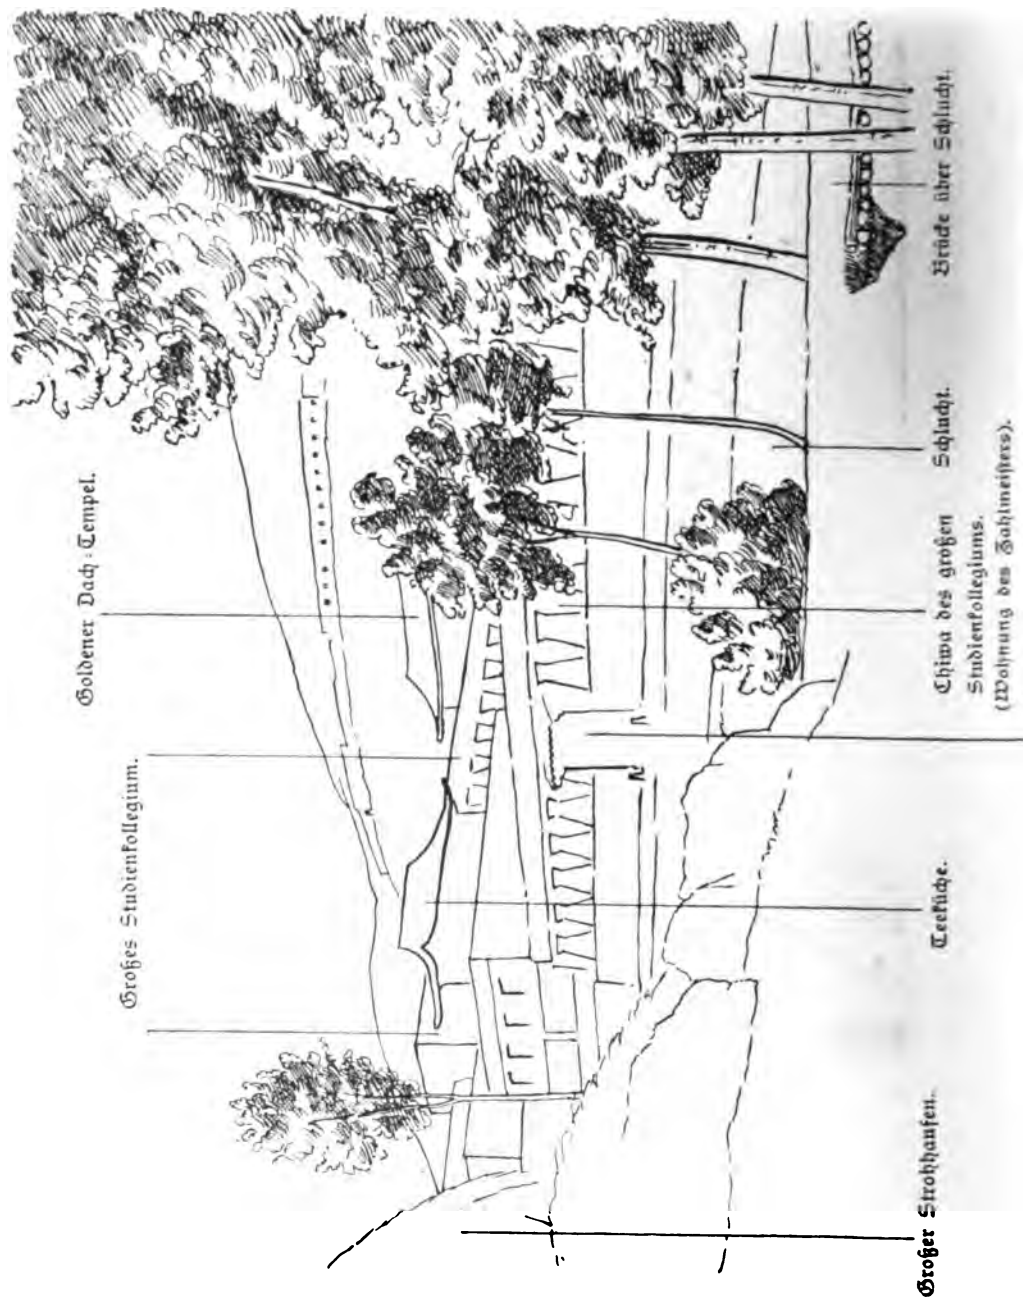 Goldener Dach-Tempel.
Großes Studienkollegium.
Großer Strohhaufen.
Teeküche.
Chiwa des großen
Studienkollegiums.
(Wohnung des Zahlmeisters).
Schlucht.
Brücke über Schlucht.